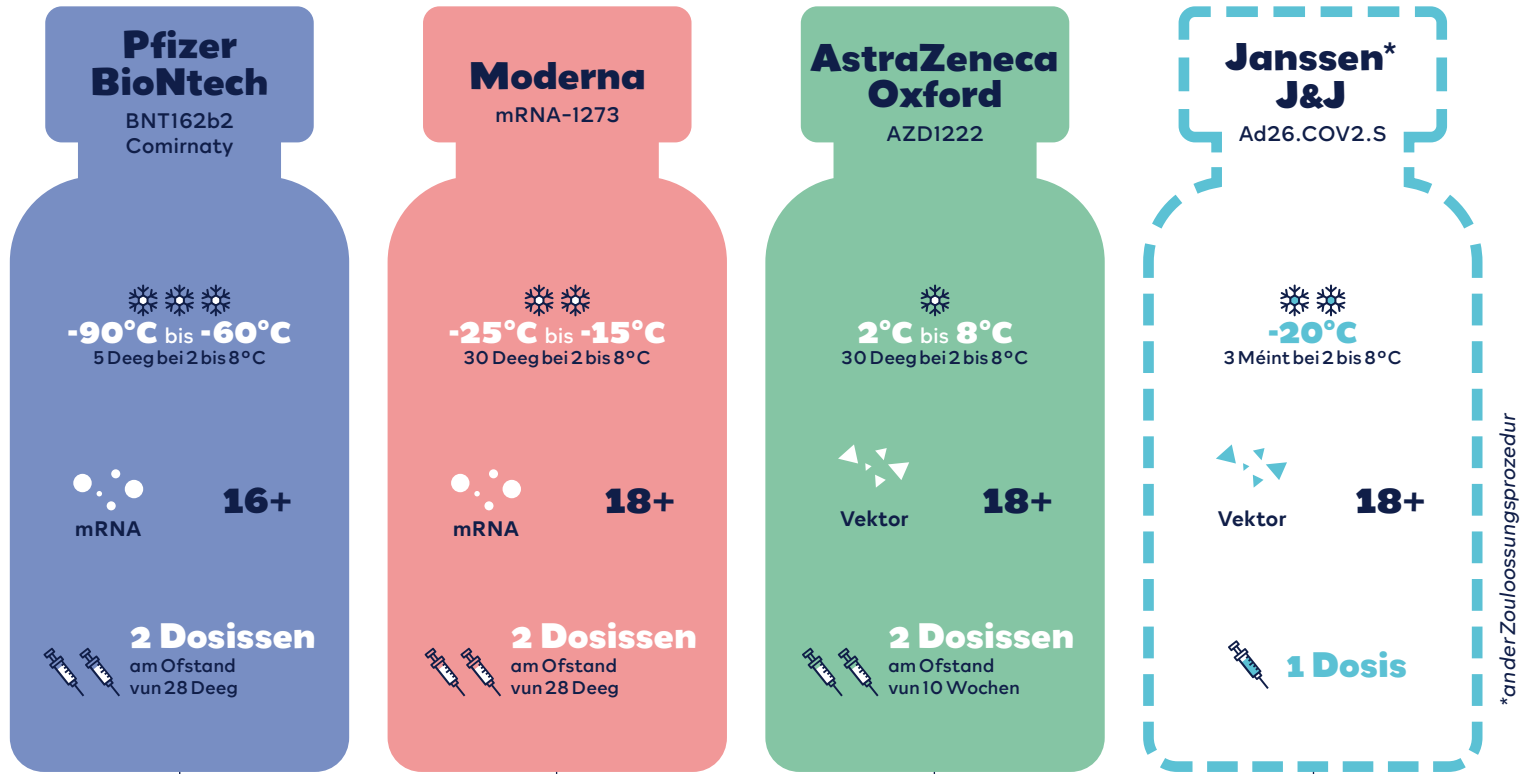 Pfizer
BioNtech
BNT162b2
Comirnaty
-90°C bis -60°C
5 Deeg bei 2 bis 8°C
mRNA
16+
2 Dosissen
am Ofstand
vun 28 Deeg
Moderna
mRNA-1273
-25°C bis -15°C
30 Deeg bei 2 bis 8°C
mRNA
18+
2 Dosissen
am Ofstand
vun 28 Deeg
AstraZeneca
Oxford
AZD1222
2°C bis 8°C
30 Deeg bei 2 bis 8°C
Vektor
18+
2 Dosissen
am Ofstand
vun 10 Wochen
Janssen*
J&J
Ad26.COV2.S
-20°C
3 Méint bei 2 bis 8°C
Vektor
18+
1 Dosis
*an der Zouloossungsprozedur